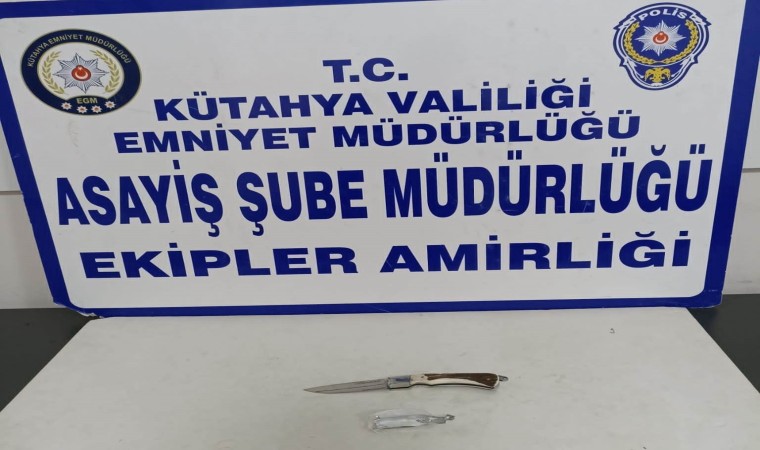 KÜTAHYA EMNİYET MÜDÜRLÜĞÜ
EGM
POLİS
T.C.
KÜTAHYA VALİLİĞİ
EMNİYET MÜDÜRLÜĞÜ
ASAYİŞ ŞUBE MÜDÜRLÜĞÜ
EKİPLER AMİRLİĞİ